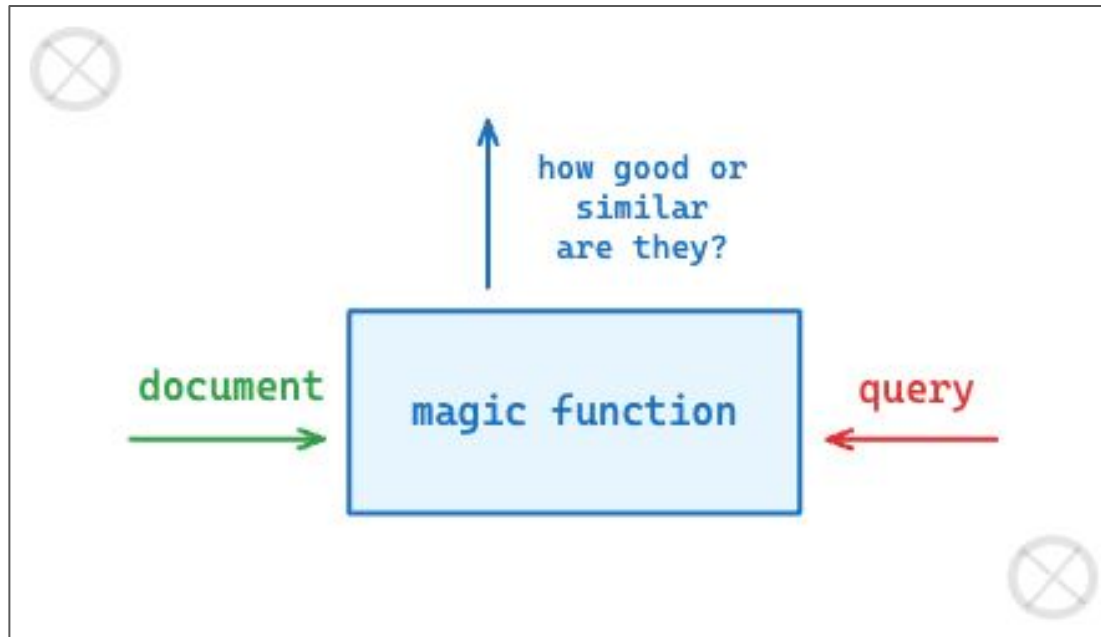 how good or
similar
are they?
document
magic function
query